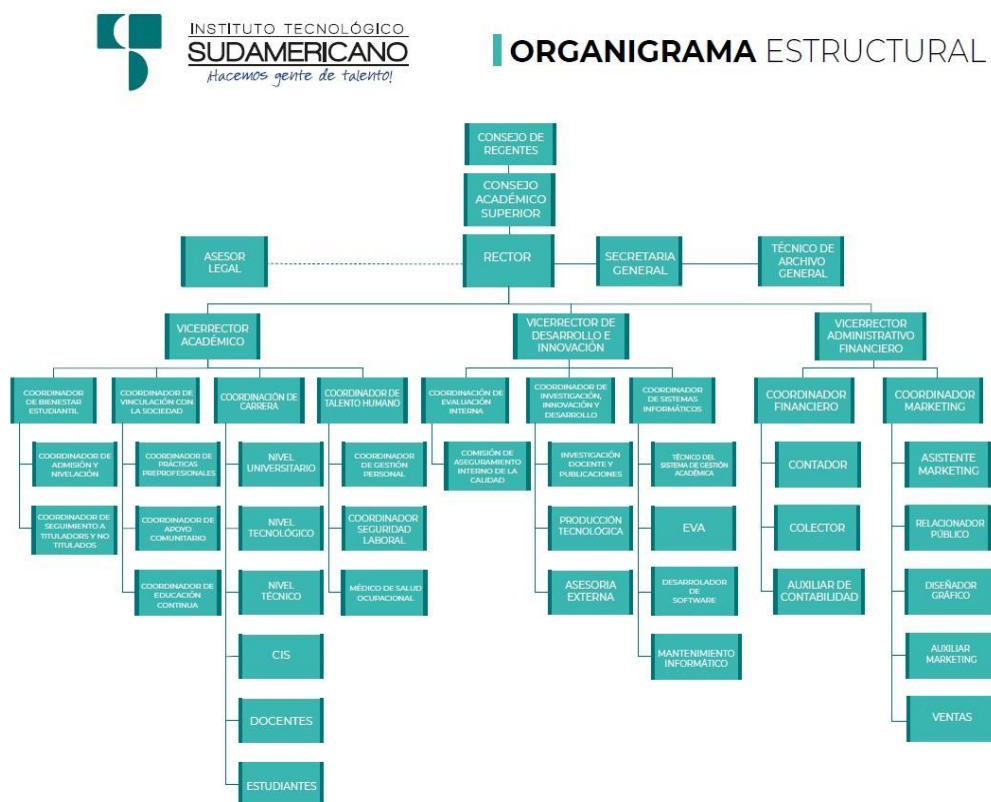 INSTITUTO TECNOLÓGICO
SUDAMERICANO
¡Hacemos gente de talento!
ORGANIGRAMA ESTRUCTURAL
CONSEJO DE
REGENTES
CONSEJO
ACADÉMICO
SUPERIOR
ASESOR
LEGAL
RECTOR
SECRETARIA
GENERAL
TÉCNICO DE
ARCHIVO
GENERAL
VICERRECTOR
ACADÉMICO
VICERRECTOR DE
DESARROLLO E
INNOVACIÓN
VICERRECTOR
ADMINISTRATIVO
FINANCIERO
COORDINADOR
DE BIENESTAR
ESTUDIANTIL
COORDINADOR DE
VINCULACIÓN CON
LA SOCIEDAD
COORDINACIÓN DE
CARRERA
COORDINADOR DE
TALENTO HUMANO
COORDINACIÓN DE
EVALUACIÓN
INTERNA
COORDINADOR DE
INVESTIGACIÓN,
INNOVACIÓN Y
DESARROLLO
COORDINADOR
DE SISTEMAS
INFORMÁTICOS
COORDINADOR
FINANCIERO
COORDINADOR
MARKETING
COORDINADOR DE
ADMISIÓN Y
NIVELACIÓN
COORDINADOR DE
SEGUIMIENTO A
TITULADORS Y NO
TITULADOS
COORDINADOR DE
PRÁCTICAS
PREPROFESIONALES
COORDINADOR DE
APOYO
COMUNITARIO
COORDINADOR DE
EDUCACIÓN
CONTINUA
NIVEL
UNIVERSITARIO
NIVEL
TECNOLÓGICO
NIVEL
TÉCNICO
CIS
DOCENTES
ESTUDIANTES
COORDINADOR
DE GESTIÓN
PERSONAL
COORDINADOR
SEGURIDAD
LABORAL
MÉDICO DE SALUD
OCUPACIONAL
COMISIÓN DE
ASEGURAMIENTO
INTERNO DE LA
CALIDAD
INVESTIGACIÓN
DOCENTE Y
PUBLICACIONES
PRODUCCIÓN
TECNOLÓGICA
ASESORIA
EXTERNA
TÉCNICO DEL
SISTEMA DE GESTIÓN
ACADÉMICA
EVA
DESARROLADOR
DE
SOFTWARE
MANTENIMIENTO
INFORMÁTICO
CONTADOR
COLECTOR
AUXILIAR DE
CONTABILIDAD
ASISTENTE
MARKETING
RELACIONADOR
PÚBLICO
DISEÑADOR
GRÁFICO
AUXILIAR
MARKETING
VENTAS